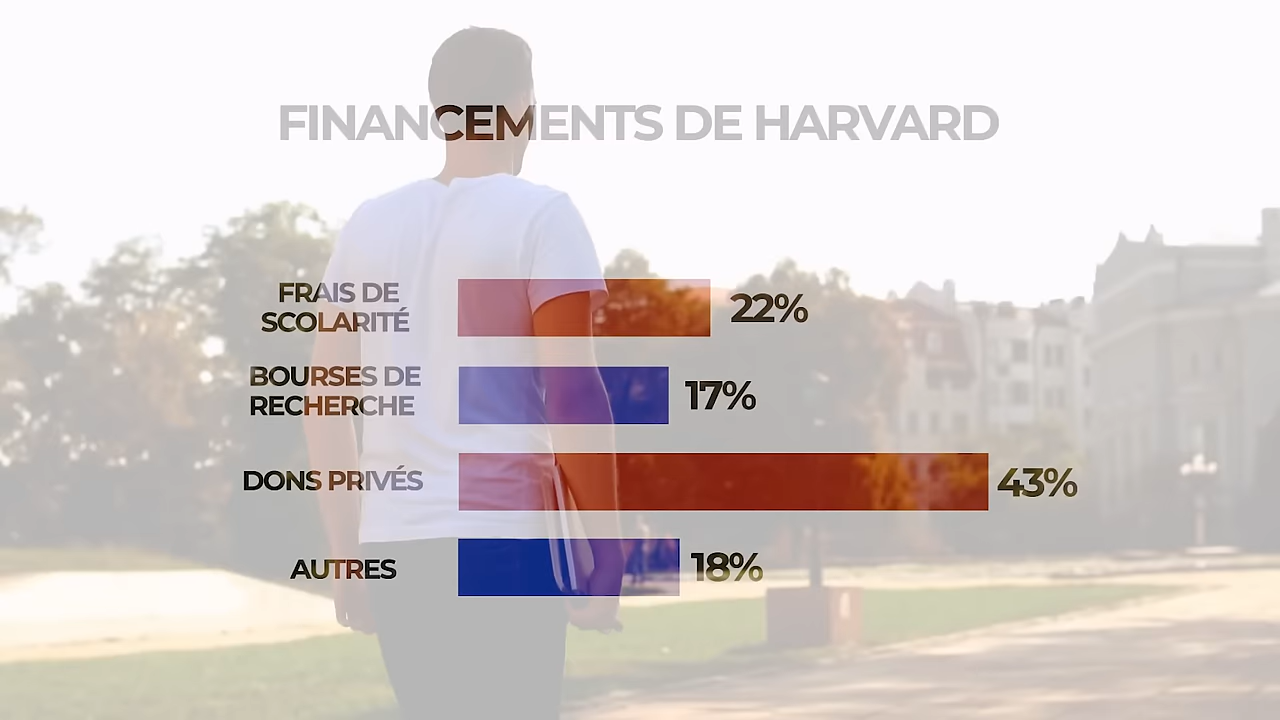 FINANCEMENTS DE HARVARD
FRAIS DE
SCOLARITÉ
22%
BOURSES DE
RECHERCHE
17%
DONS PRIVÉS
43%
AUTRES
18%